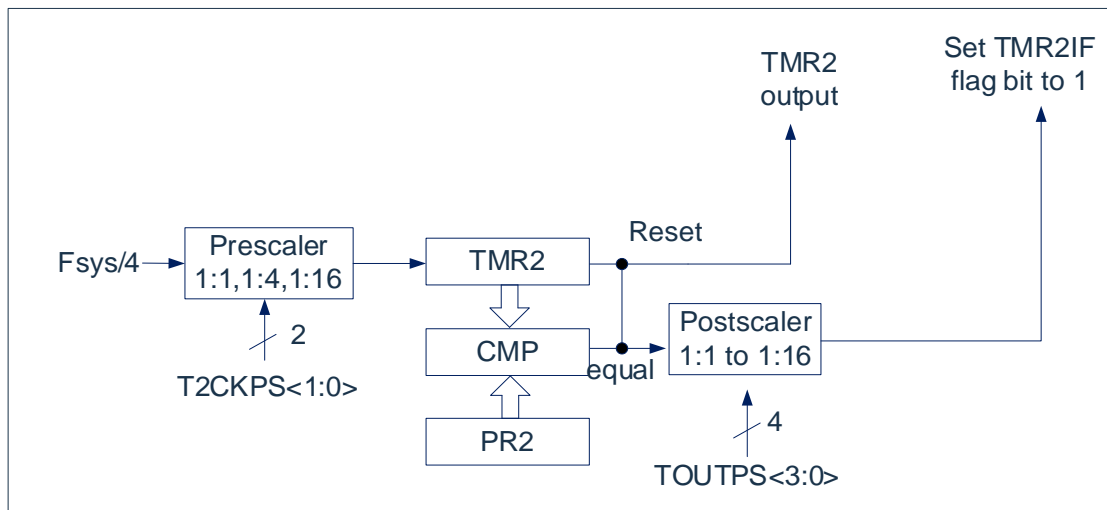 Set TMR2IF
flag bit to 1
TMR2
output
Reset
Fsys/4
Prescaler
1:1,1:4,1:16
TMR2
2
T2CKPS<1:0>
CMP
equal
Postscaler
1:1 to 1:16
PR2
4
TOUTPS<3:0>